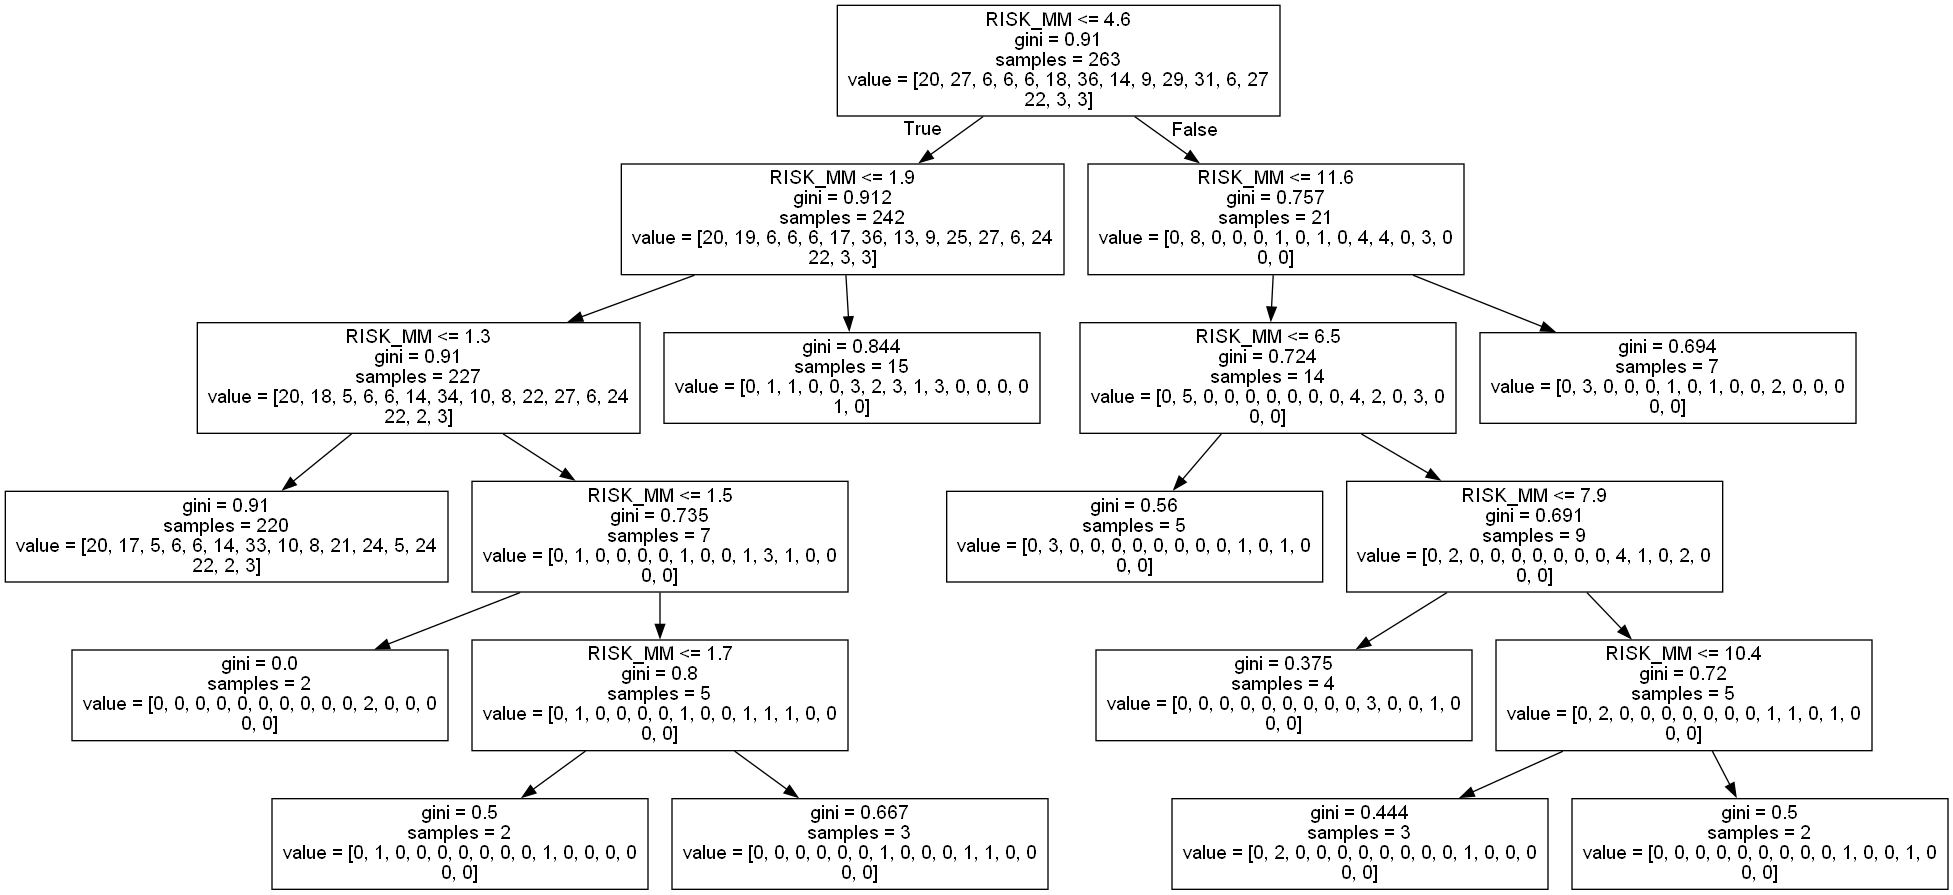 RISK_MM <= 4.6
gini = 0.91
samples = 263
value = [20, 27, 6, 6, 6, 18, 36, 14, 9, 29, 31, 6, 27
22, 3, 3]
True
False
RISK_MM <= 1.9
gini = 0.912
samples = 242
value = [20, 19, 6, 6, 6, 17, 36, 13, 9, 25, 27, 6, 24
22, 3, 3]
RISK_MM <= 11.6
gini = 0.757
samples = 21
value = [0, 8, 0, 0, 0, 1, 0, 1, 0, 4, 4, 0, 3, 0
0, 0]
RISK_MM <= 1.3
gini = 0.91
samples = 227
value = [20, 18, 5, 6, 6, 14, 34, 10, 8, 22, 27, 6, 24
22, 2, 3]
gini = 0.844
samples = 15
value = [0, 1, 1, 0, 0, 3, 2, 3, 1, 3, 0, 0, 0, 0
1, 0]
RISK_MM <= 6.5
gini = 0.724
samples = 14
value = [0, 5, 0, 0, 0, 0, 0, 0, 0, 4, 2, 0, 3, 0
0, 0]
gini = 0.694
samples = 7
value = [0, 3, 0, 0, 0, 1, 0, 1, 0, 0, 2, 0, 0, 0
0, 0]
gini = 0.91
samples = 220
value = [20, 17, 5, 6, 6, 14, 33, 10, 8, 21, 24, 5, 24
22, 2, 3]
RISK_MM <= 1.5
gini = 0.735
samples = 7
value = [0, 1, 0, 0, 0, 0, 1, 0, 0, 1, 3, 1, 0, 0
0, 0]
gini = 0.56
samples = 5
value = [0, 3, 0, 0, 0, 0, 0, 0, 0, 0, 1, 0, 1, 0
0, 0]
RISK_MM <= 7.9
gini = 0.691
samples = 9
value = [0, 2, 0, 0, 0, 0, 0, 0, 0, 4, 1, 0, 2, 0
0, 0]
gini = 0.0
samples = 2
value = [0, 0, 0, 0, 0, 0, 0, 0, 0, 0, 2, 0, 0, 0
0, 0]
RISK_MM <= 1.7
gini = 0.8
samples = 5
value = [0, 1, 0, 0, 0, 0, 1, 0, 0, 1, 1, 1, 0, 0
0, 0]
gini = 0.375
samples = 4
value = [0, 0, 0, 0, 0, 0, 0, 0, 0, 3, 0, 0, 1, 0
0, 0]
RISK_MM <= 10.4
gini = 0.72
samples = 5
value = [0, 2, 0, 0, 0, 0, 0, 0, 0, 1, 1, 0, 1, 0
0, 0]
gini = 0.5
samples = 2
value = [0, 1, 0, 0, 0, 0, 0, 0, 0, 1, 0, 0, 0, 0
0, 0]
gini = 0.667
samples = 3
value = [0, 0, 0, 0, 0, 0, 1, 0, 0, 0, 1, 1, 0, 0
0, 0]
gini = 0.444
samples = 3
value = [0, 2, 0, 0, 0, 0, 0, 0, 0, 0, 1, 0, 0, 0
0, 0]
gini = 0.5
samples = 2
value = [0, 0, 0, 0, 0, 0, 0, 0, 0, 1, 0, 0, 1, 0
0, 0]